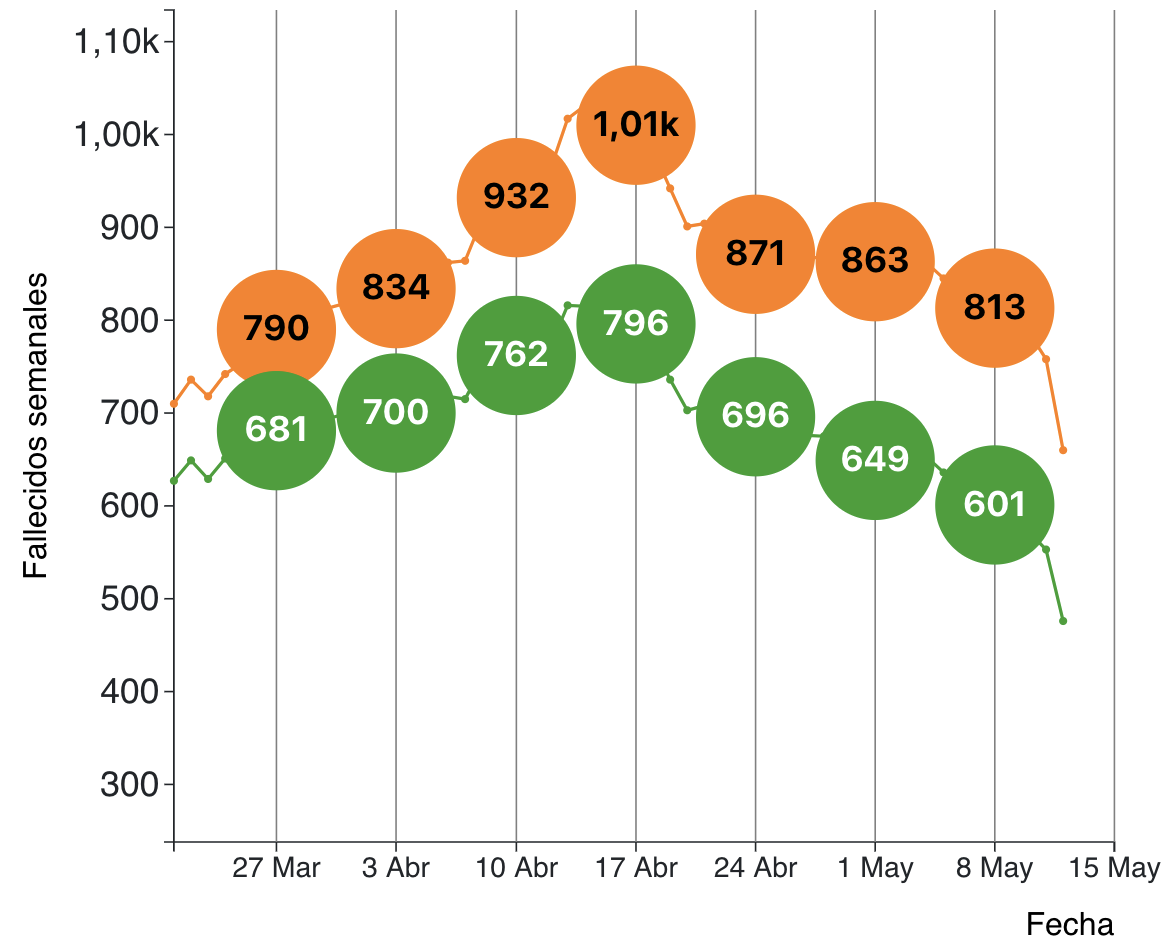 1,10k
1,00k
900
800
700
600
500
400
300
Fallecidos semanales
790
834
932
1,01k
871
863
813
681
700
762
796
696
649
601
27 Mar
3 Abr
10 Abr
17 Abr
24 Abr
1 May
8 May
15 May
Fecha